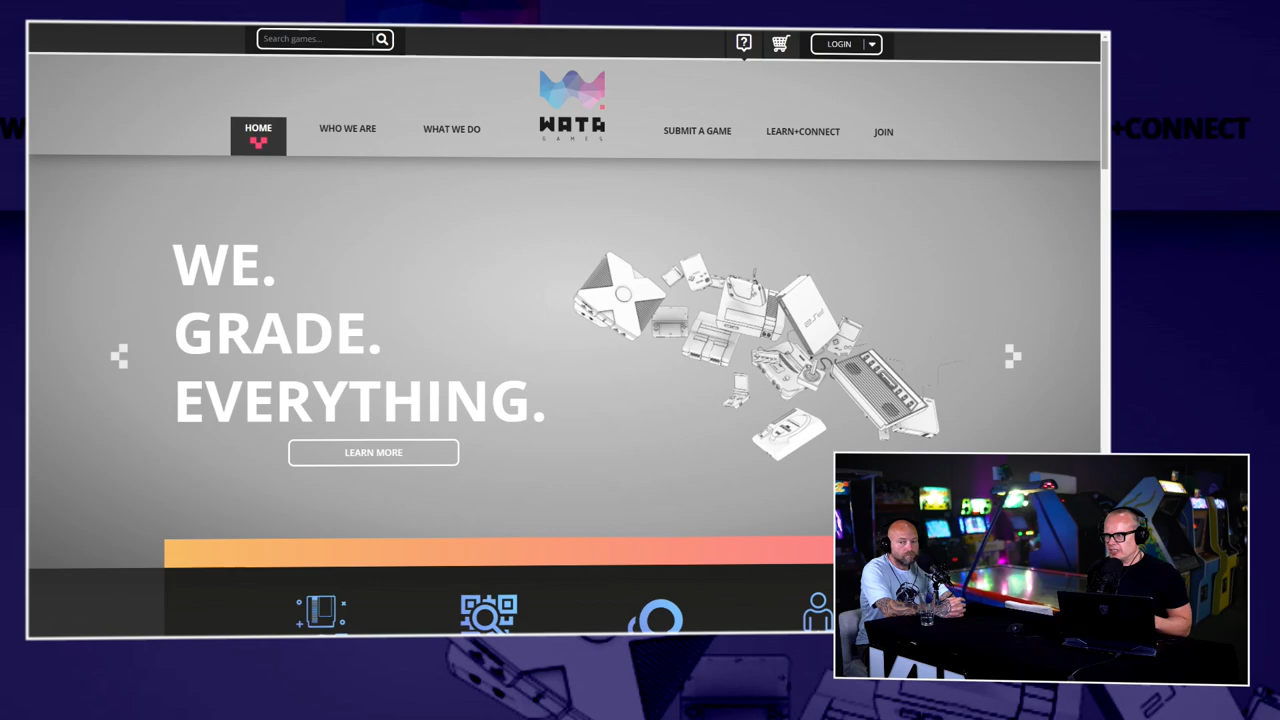 Search games...
?
LOGIN
WATA
GAMES
HOME
WHO WE ARE
WHAT WE DO
SUBMIT A GAME
LEARN+CONNECT
JOIN
+CONNECT
W
WE.
GRADE.
EVERYTHING.
LEARN MORE
PS2